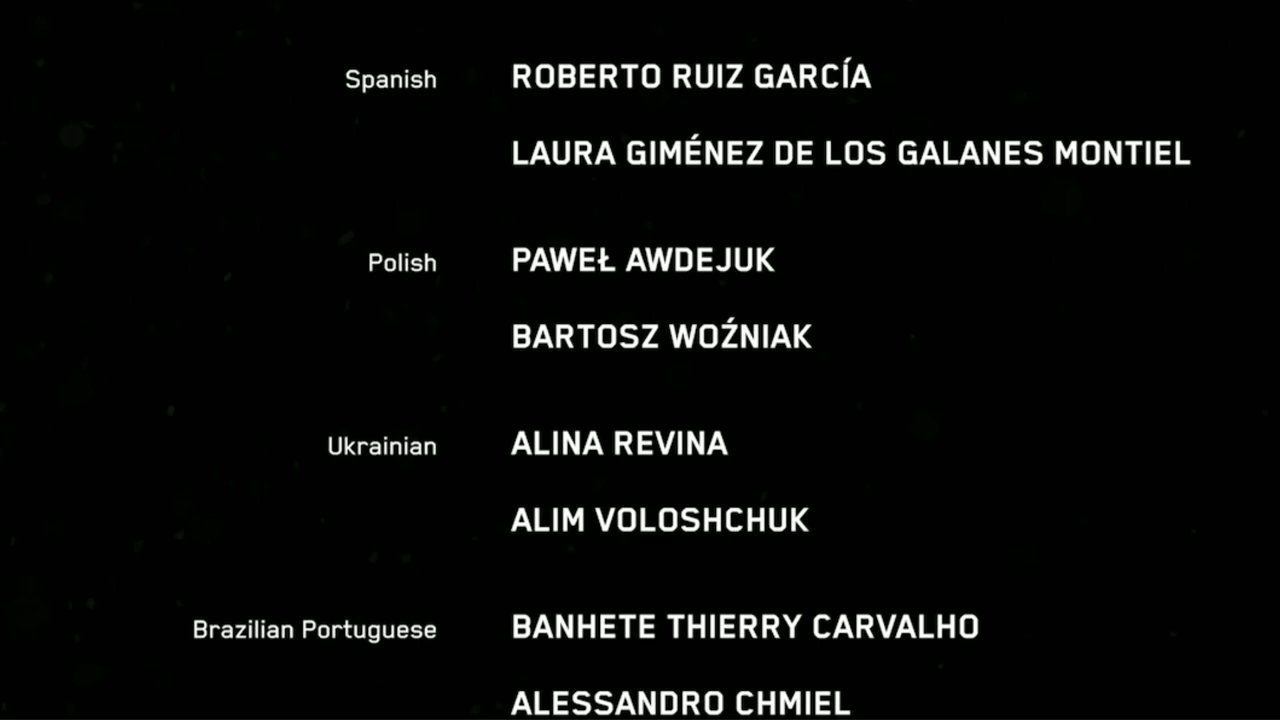 Spanish ROBERTO RUIZ GARCÍA
LAURA GIMÉNEZ DE LOS GALANES MONTIEL
Polish PAWEŁ AWDEJUK
BARTOSZ WOŹNIAK
Ukrainian ALINA REVINA
ALIM VOLOSHCHUK
Brazilian Portuguese BANHETE THIERRY CARVALHO
ALESSANDRO CHMIEL